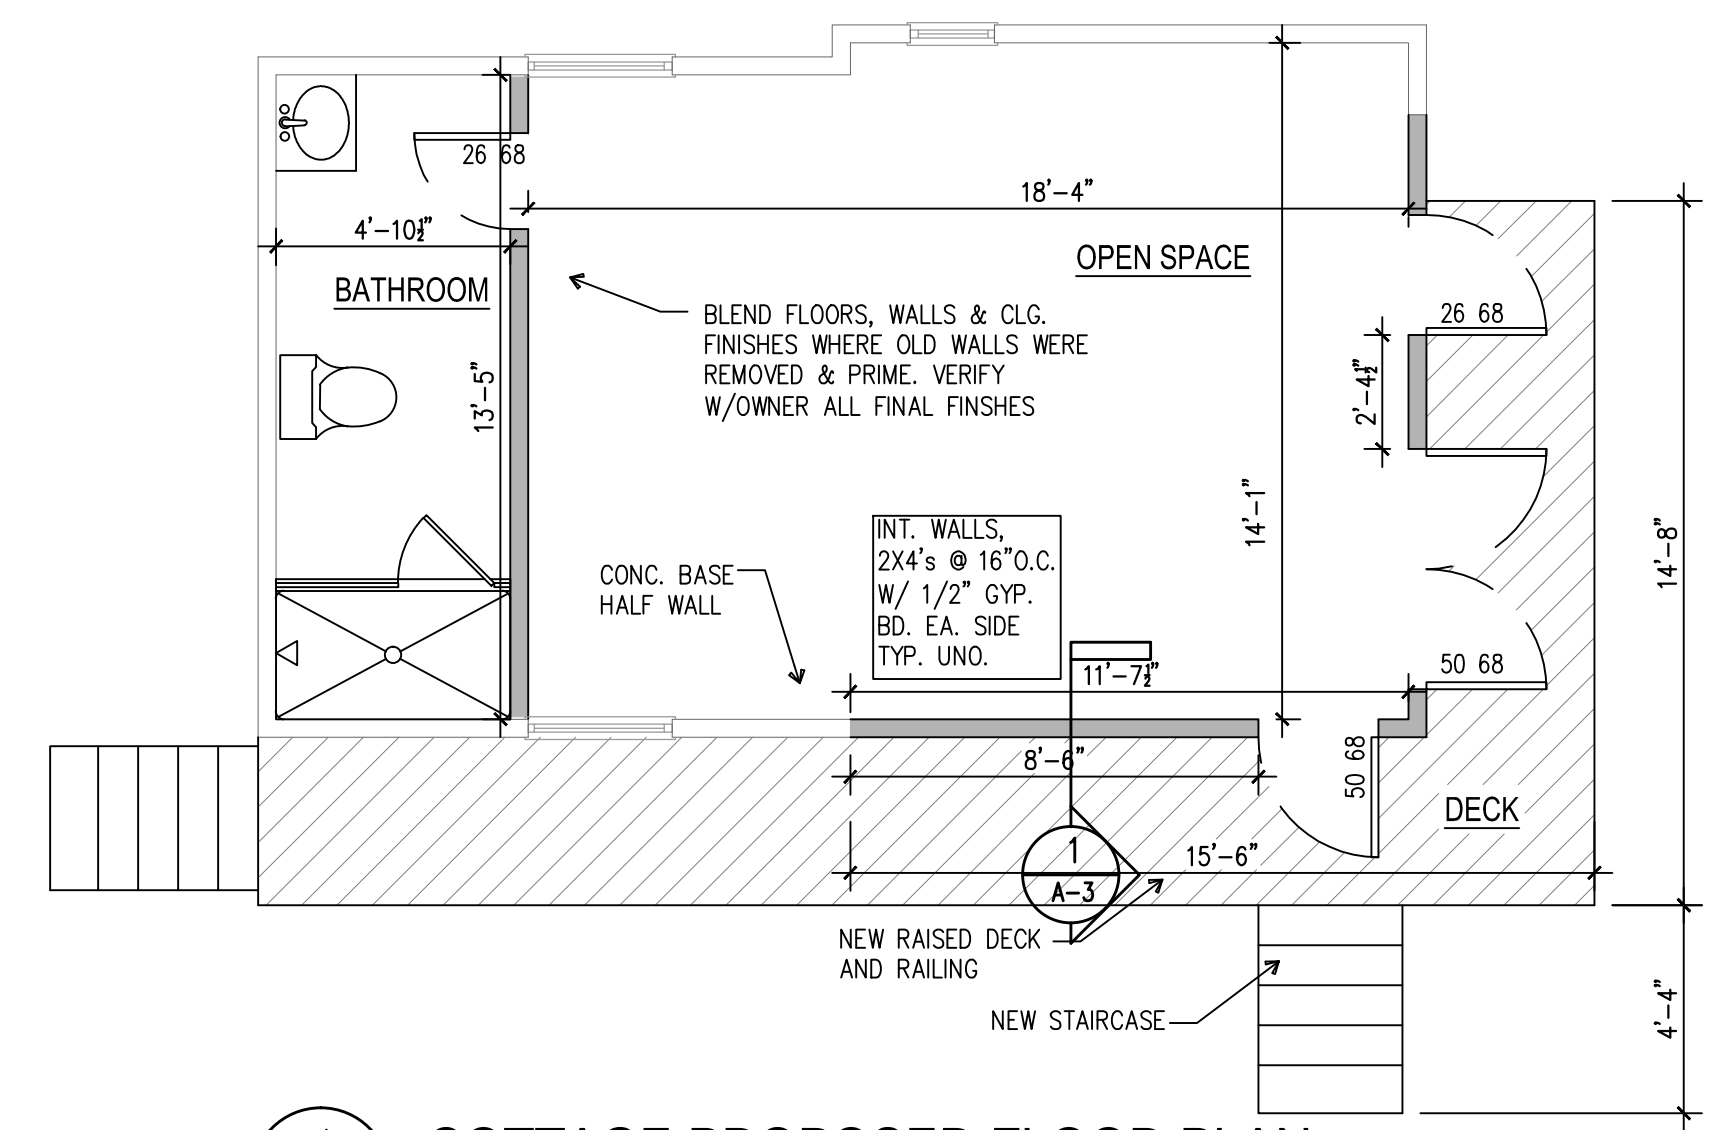 26 68
18'-4"
4'-10½"
BATHROOM
OPEN SPACE
BLEND FLOORS, WALLS & CLG.
FINISHES WHERE OLD WALLS WERE
REMOVED & PRIME. VERIFY
W/OWNER ALL FINAL FINSHES
26 68
2'-4½"
13'-5"
14'-1"
14'-8"
INT. WALLS,
2X4's @ 16"O.C.
W/ 1/2" GYP.
BD. EA. SIDE
TYP. UNO.
CONC. BASE
HALF WALL
50 68
11'-7½"
8'-6"
50 68
DECK
1
A-3
15'-6"
NEW RAISED DECK
AND RAILING
NEW STAIRCASE
4'-4"
COTTAGE PROPOSED FLOOR PLAN